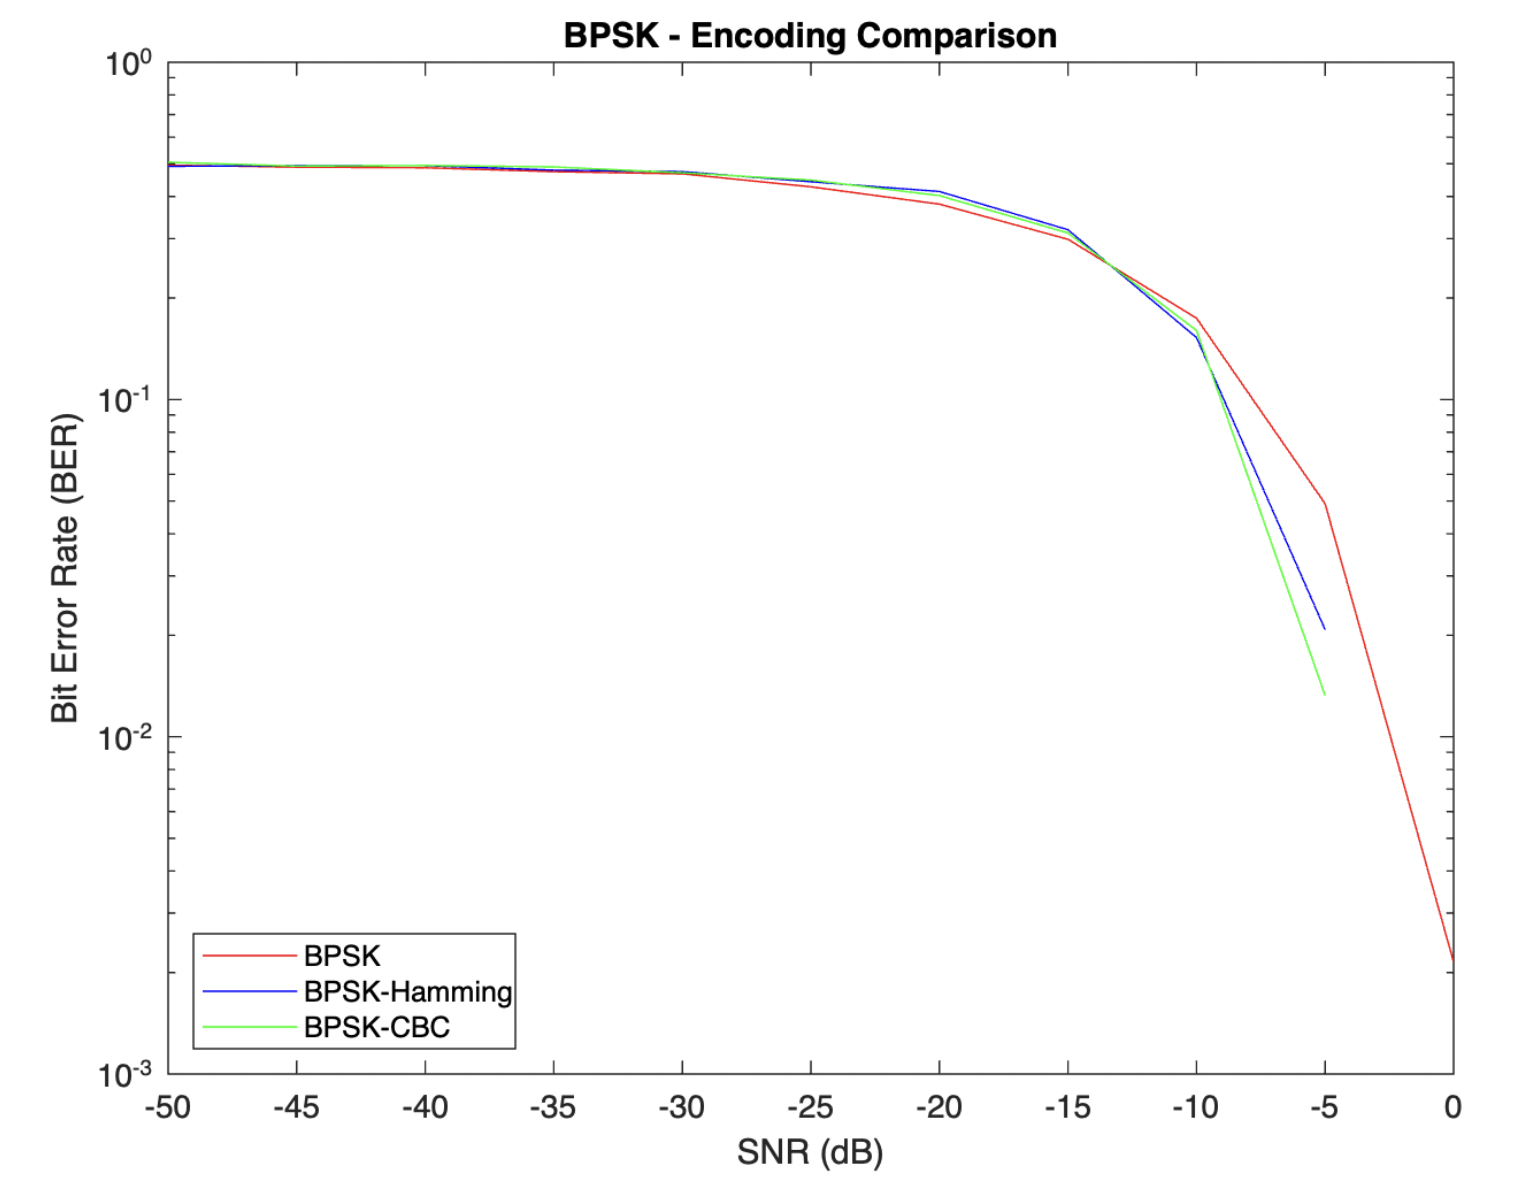 BPSK - Encoding Comparison
10^0
10^-1
10^-2
10^-3
Bit Error Rate (BER)
BPSK
BPSK-Hamming
BPSK-CBC
-50 -45 -40 -35 -30 -25 -20 -15 -10 -5 0
SNR (dB)